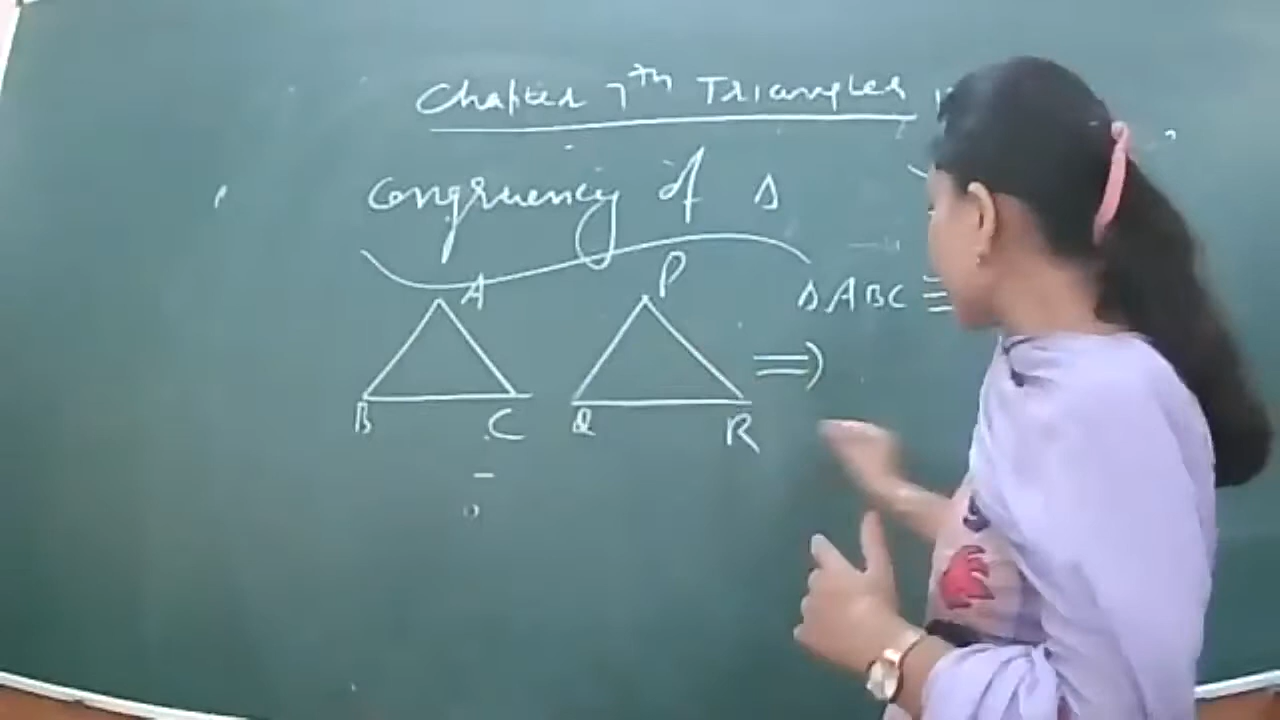 Chapter 7th Triangles
Congruency of Δ
A P
Δ ABC ≅
⇒
B C Q R